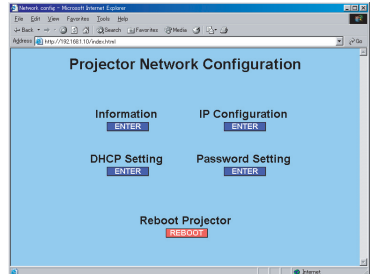 Network config - Microsoft Internet Explorer
File Edit View Favorites Tools Help
Back Search Favorites Media
Address http://192.168.1.10/index.html Go
Projector Network Configuration
Information IP Configuration
ENTER ENTER
DHCP Setting Password Setting
ENTER ENTER
Reboot Projector
REBOOT
Internet